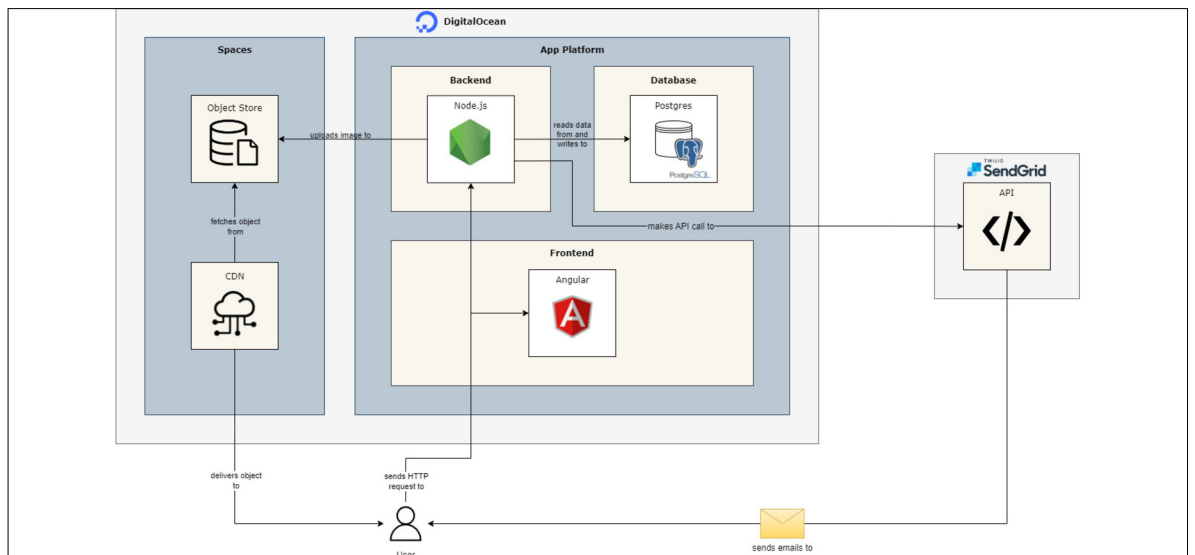 DigitalOcean
Spaces
App Platform
Backend
Database
Object Store
Node.js
Postgres
uploads image to
reads data
from and
writes to
PostgreSQL
TWILIO
SendGrid
API
fetches object
from
makes API call to
Frontend
CDN
Angular
delivers object
to
sends HTTP
request to
User
sends emails to